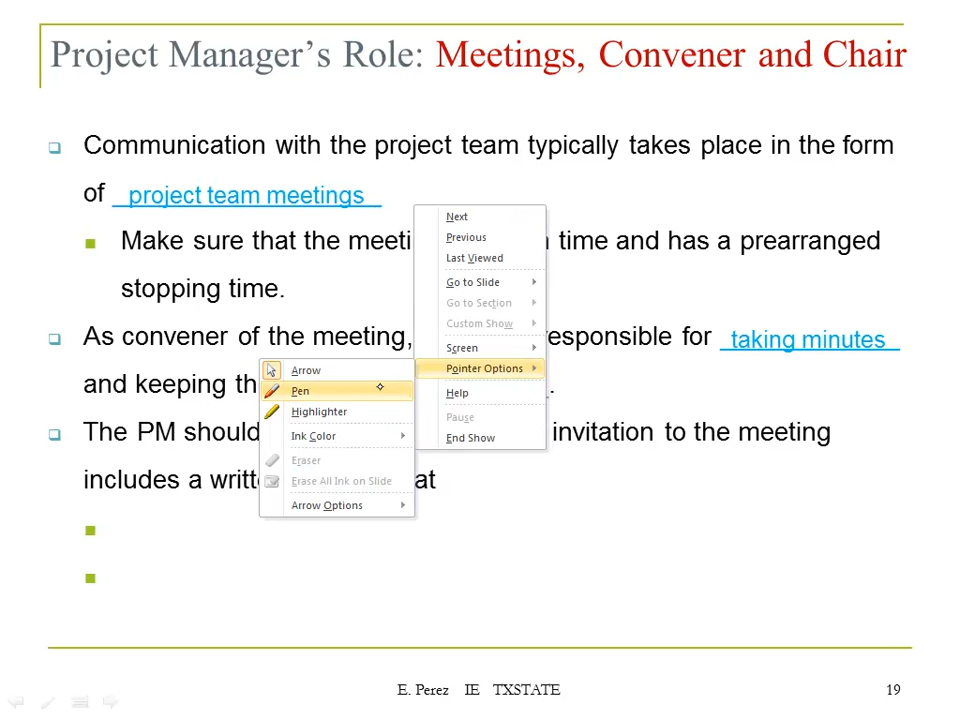 Project Manager's Role: Meetings, Convener and Chair
Communication with the project team typically takes place in the form
of project team meetings
Make sure that the time and has a prearranged
stopping time.
As convener of the meeting, responsible for taking minutes
and keeping
The PM should invitation to the meeting
includes a
Next
Previous
Last Viewed
Go to Slide
Go to Section
Custom Show
Screen
Pointer Options
Help
Pause
End Show
Arrow
Pen
Highlighter
Ink Color
Eraser
Erase All Ink on Slide
Arrow Options
E. Perez IE TXSTATE
19